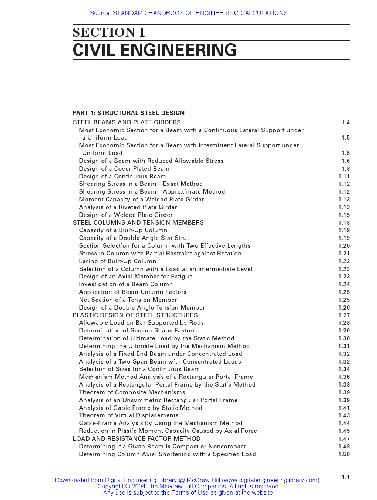 Source: STANDARD HANDBOOK OF ENGINEERING CALCULATIONS
SECTION 1
CIVIL ENGINEERING
PART 1: STRUCTURAL STEEL DESIGN
STEEL BEAMS AND PLATE GIRDERS 1.4
Most Economic Section for a Beam with a Continuous Lateral Support under
a Uniform Load 1.5
Most Economic Section for a Beam with Intermittent Lateral Support under
Uniform Load 1.5
Design of a Beam with Reduced Allowable Stress 1.6
Design of a Cover-Plated Beam 1.8
Design of a Continuous Beam 1.11
Shearing Stress in a Beam—Exact Method 1.12
Shearing Stress in a Beam—Approximate Method 1.12
Moment Capacity of a Welded Plate Girder 1.13
Analysis of a Riveted Plate Girder 1.13
Design of a Welded Plate Girder 1.15
STEEL COLUMNS AND TENSION MEMBERS 1.18
Capacity of a Built-Up Column 1.19
Capacity of a Double-Angle Star Strut 1.19
Section Selection for a Column with Two Effective Lengths 1.20
Stress in Column with Partial Restraint against Rotation 1.21
Lacing of Built-Up Column 1.22
Selection of a Column with a Load at an Intermediate Level 1.23
Design of an Axial Member for Fatigue 1.23
Investigation of a Beam Column 1.24
Application of Beam-Column Factors 1.25
Net Section of a Tension Member 1.25
Design of a Double-Angle Tension Member 1.26
PLASTIC DESIGN OF STEEL STRUCTURES 1.27
Allowable Load on Bar Supported by Rods 1.28
Determination of Section Shape Factors 1.29
Determination of Ultimate Load by the Static Method 1.30
Determining the Ultimate Load by the Mechanism Method 1.31
Analysis of a Fixed-End Beam under Concentrated Load 1.32
Analysis of a Two-Span Beam with Concentrated Loads 1.33
Selection of Sizes for a Continuous Beam 1.34
Mechanism-Method Analysis of a Rectangular Portal Frame 1.36
Analysis of a Rectangular Portal Frame by the Static Method 1.38
Theorem of Composite Mechanisms 1.39
Analysis of an Unsymmetric Rectangular Portal Frame 1.39
Analysis of Gable Frame by Static Method 1.41
Theorem of Virtual Displacements 1.43
Gable-Frame Analysis by Using the Mechanism Method 1.44
Reduction in Plastic-Moment Capacity Caused by Axial Force 1.45
LOAD AND RESISTANCE FACTOR METHOD 1.47
Determining If a Given Beam Is Compact or Non-compact 1.48
Determining Column Axial Shortening with a Specified Load 1.50
1.1
Downloaded from Digital Engineering Library @ McGraw-Hill (www.digitalengineeringlibrary.com)
Copyright © 2004 The McGraw-Hill Companies. All rights reserved.
Any use is subject to the Terms of Use as given at the website.